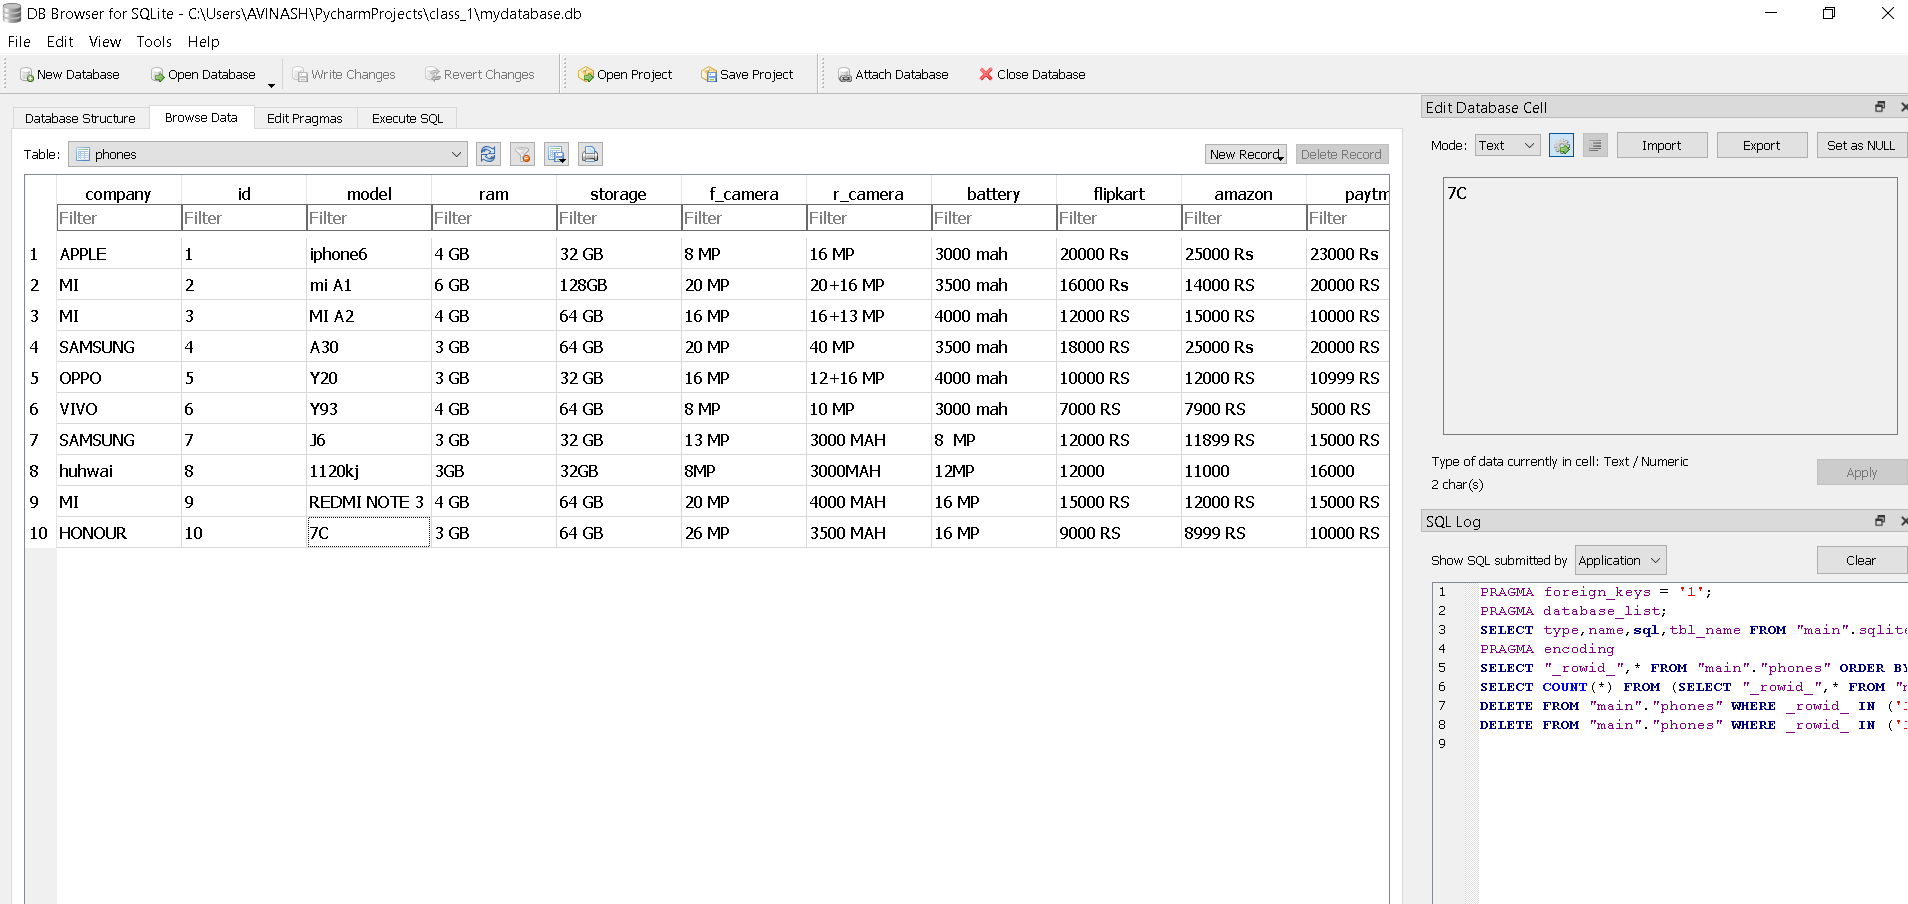 DB Browser for SQLite - C:\Users\AVINASH\PycharmProjects\class_1\mydatabase.db
File Edit View Tools Help
New Database Open Database Write Changes Revert Changes Open Project Save Project Attach Database Close Database
Database Structure Browse Data Edit Pragmas Execute SQL
Table: phones New Record Delete Record
company id model ram storage f_camera r_camera battery flipkart amazon paytm
Filter Filter Filter Filter Filter Filter Filter Filter Filter Filter Filter
1 APPLE 1 iphone6 4 GB 32 GB 8 MP 16 MP 3000 mah 20000 Rs 25000 Rs 23000 Rs
2 MI 2 mi A1 6 GB 128GB 20 MP 20+16 MP 3500 mah 16000 Rs 14000 RS 20000 RS
3 MI 3 MI A2 4 GB 64 GB 16 MP 16+13 MP 4000 mah 12000 RS 15000 RS 10000 RS
4 SAMSUNG 4 A30 3 GB 64 GB 20 MP 40 MP 3500 mah 18000 RS 25000 Rs 20000 RS
5 OPPO 5 Y20 3 GB 32 GB 16 MP 12+16 MP 4000 mah 10000 RS 12000 RS 10999 RS
6 VIVO 6 Y93 4 GB 64 GB 8 MP 10 MP 3000 mah 7000 RS 7900 RS 5000 RS
7 SAMSUNG 7 J6 3 GB 32 GB 13 MP 3000 MAH 8 MP 12000 RS 11899 RS 15000 RS
8 huhwai 8 1120kj 3GB 32GB 8MP 3000MAH 12MP 12000 11000 16000
9 MI 9 REDMI NOTE 3 4 GB 64 GB 20 MP 4000 MAH 16 MP 15000 RS 12000 RS 15000 RS
10 HONOUR 10 7C 3 GB 64 GB 26 MP 3500 MAH 16 MP 9000 RS 8999 RS 10000 RS
Edit Database Cell
Mode: Text Import Export Set as NULL
7C
Type of data currently in cell: Text / Numeric
2 char(s)
Apply
SQL Log
Show SQL submitted by Application Clear
1 PRAGMA foreign_keys = '1';
2 PRAGMA database_list;
3 SELECT type,name,sql,tbl_name FROM "main".sqlite
4 PRAGMA encoding
5 SELECT "_rowid_",* FROM "main"."phones" ORDER BY
6 SELECT COUNT(*) FROM (SELECT "_rowid_",* FROM
7 DELETE FROM "main"."phones" WHERE _rowid_ IN ('
8 DELETE FROM "main"."phones" WHERE _rowid_ IN ('
9